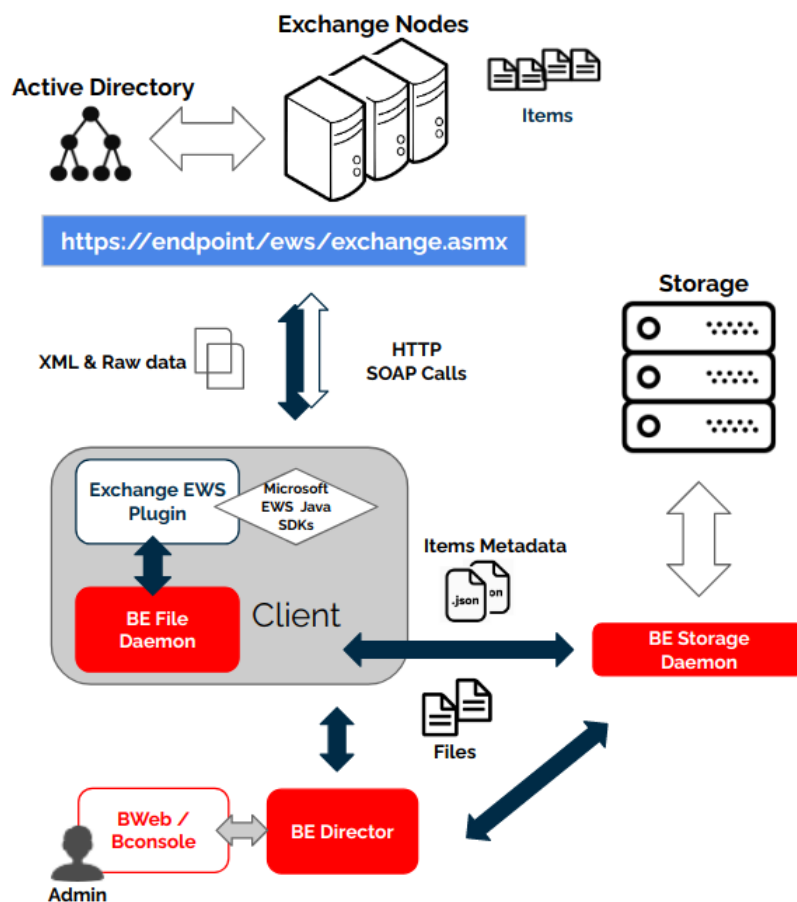 Exchange Nodes
Active Directory
Items
https://endpoint/ews/exchange.asmx
Storage
XML & Raw data
HTTP
SOAP Calls
Exchange EWS
Plugin
Microsoft
EWS Java
SDKs
Items Metadata
.json
on
BE File
Daemon
Client
BE Storage
Daemon
Files
BWeb /
Bconsole
BE Director
Admin